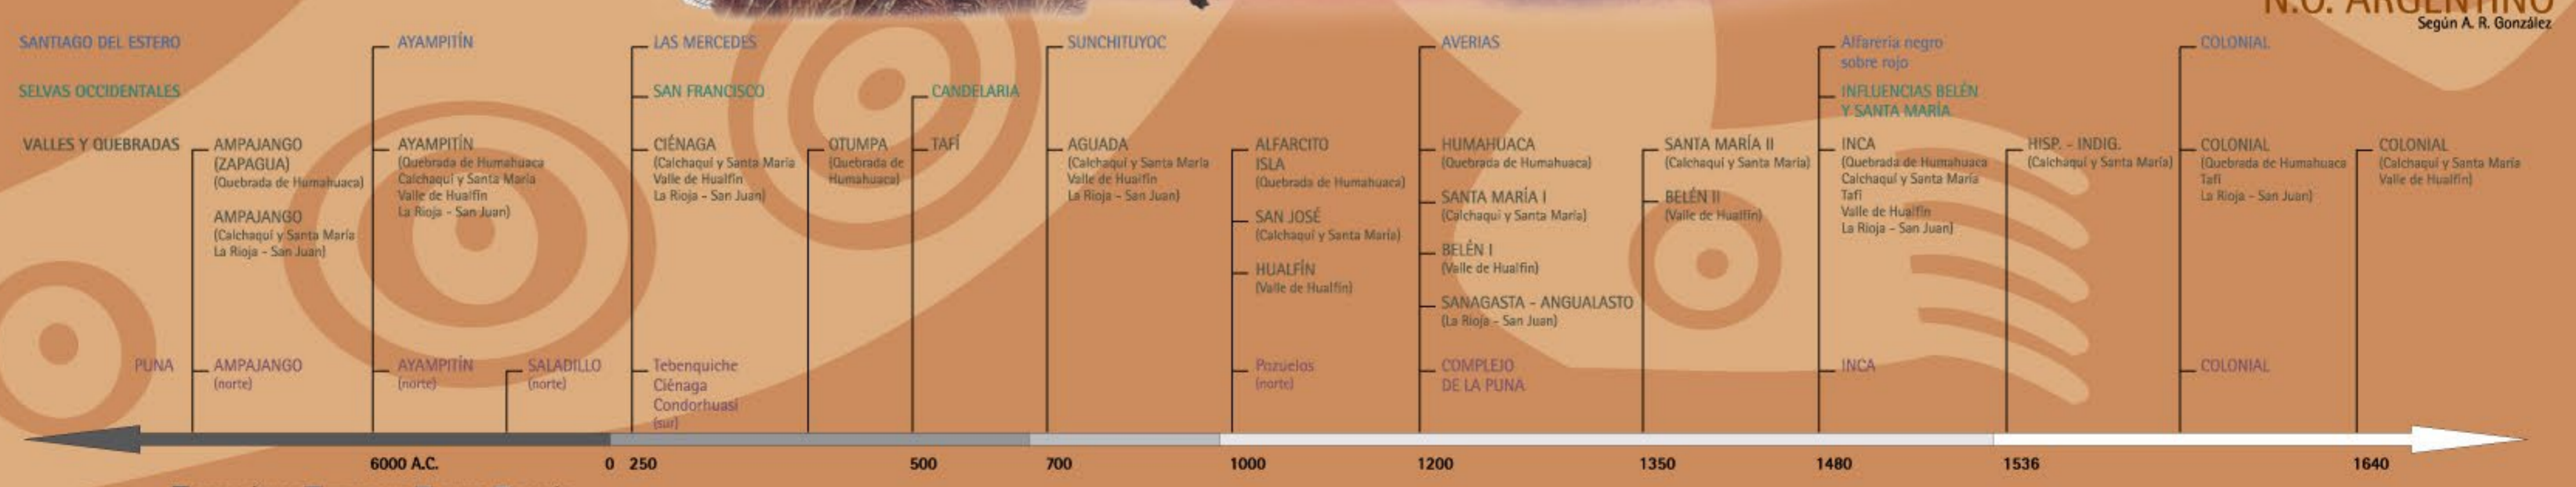 N.O. ARGENTINO
Según A. R. González
SANTIAGO DEL ESTERO
AYAMPITÍN
LAS MERCEDES
SUNCHITUYOC
AVERIAS
Alfarería negro
sobre rojo
COLONIAL
SELVAS OCCIDENTALES
SAN FRANCISCO
CANDELARIA
INFLUENCIAS BELÉN
Y SANTA MARÍA
VALLES Y QUEBRADAS
AMPAJANGO
(ZAPAGUA)
(Quebrada de Humahuaca)
AMPAJANGO
(Calchaquí y Santa María
La Rioja - San Juan)
AYAMPITÍN
(Quebrada de Humahuaca
Calchaquí y Santa María
Valle de Hualfín
La Rioja - San Juan)
CIÉNAGA
(Calchaquí y Santa María
Valle de Hualfín
La Rioja - San Juan)
OTUMPA
(Quebrada de
Humahuaca)
TAFÍ
AGUADA
(Calchaquí y Santa María
Valle de Hualfín
La Rioja - San Juan)
ALFARCITO
ISLA
(Quebrada de Humahuaca)
SAN JOSÉ
(Calchaquí y Santa María)
HUALFÍN
(Valle de Hualfín)
HUMAHUACA
(Quebrada de Humahuaca)
SANTA MARÍA I
(Calchaquí y Santa María)
BELÉN I
(Valle de Hualfín)
SANAGASTA - ANGUALASTO
(La Rioja - San Juan)
SANTA MARÍA II
(Calchaquí y Santa María)
BELÉN II
(Valle de Hualfín)
INCA
(Quebrada de Humahuaca
Calchaquí y Santa María
Tafí
Valle de Hualfín
La Rioja - San Juan)
HISP. - INDIG.
(Calchaquí y Santa María)
COLONIAL
(Quebrada de Humahuaca
Tafí
La Rioja - San Juan)
COLONIAL
(Calchaquí y Santa María
Valle de Hualfín)
PUNA
AMPAJANGO
(norte)
AYAMPITÍN
(norte)
SALADILLO
(norte)
Tebenquiche
Ciénaga
Condorhuasi
(sur)
Pozuelos
(norte)
COMPLEJO
DE LA PUNA
INCA
COLONIAL
6000 A.C.
0
250
500
700
1000
1200
1350
1480
1536
1640